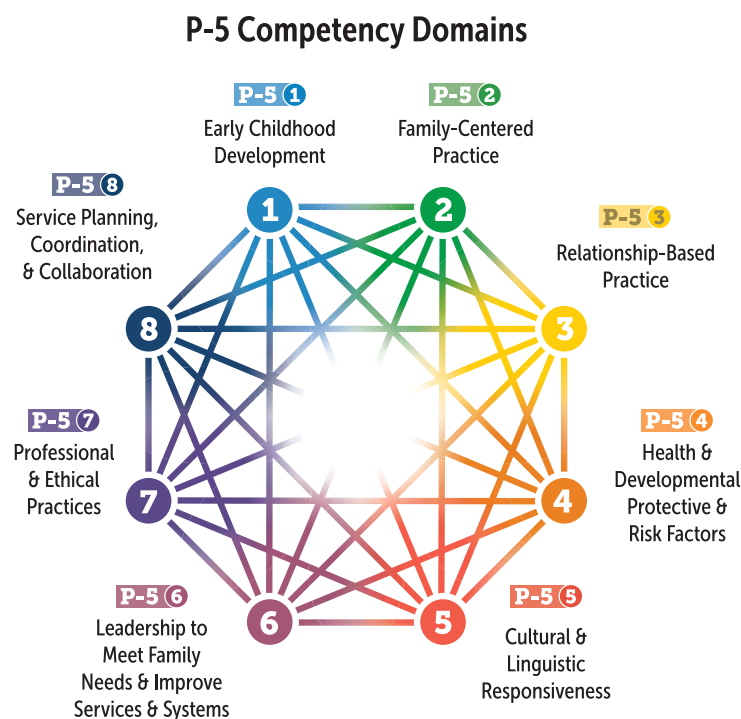 P-5 Competency Domains
P-5 1
Early Childhood
Development
P-5 2
Family-Centered
Practice
P-5 8
Service Planning,
Coordination,
& Collaboration
P-5 3
Relationship-Based
Practice
1
2
8
3
P-5 7
Professional
& Ethical
Practices
P-5 4
Health &
Developmental
Protective &
Risk Factors
7
4
6
5
P-5 6
Leadership to
Meet Family
Needs & Improve
Services & Systems
P-5 5
Cultural &
Linguistic
Responsiveness